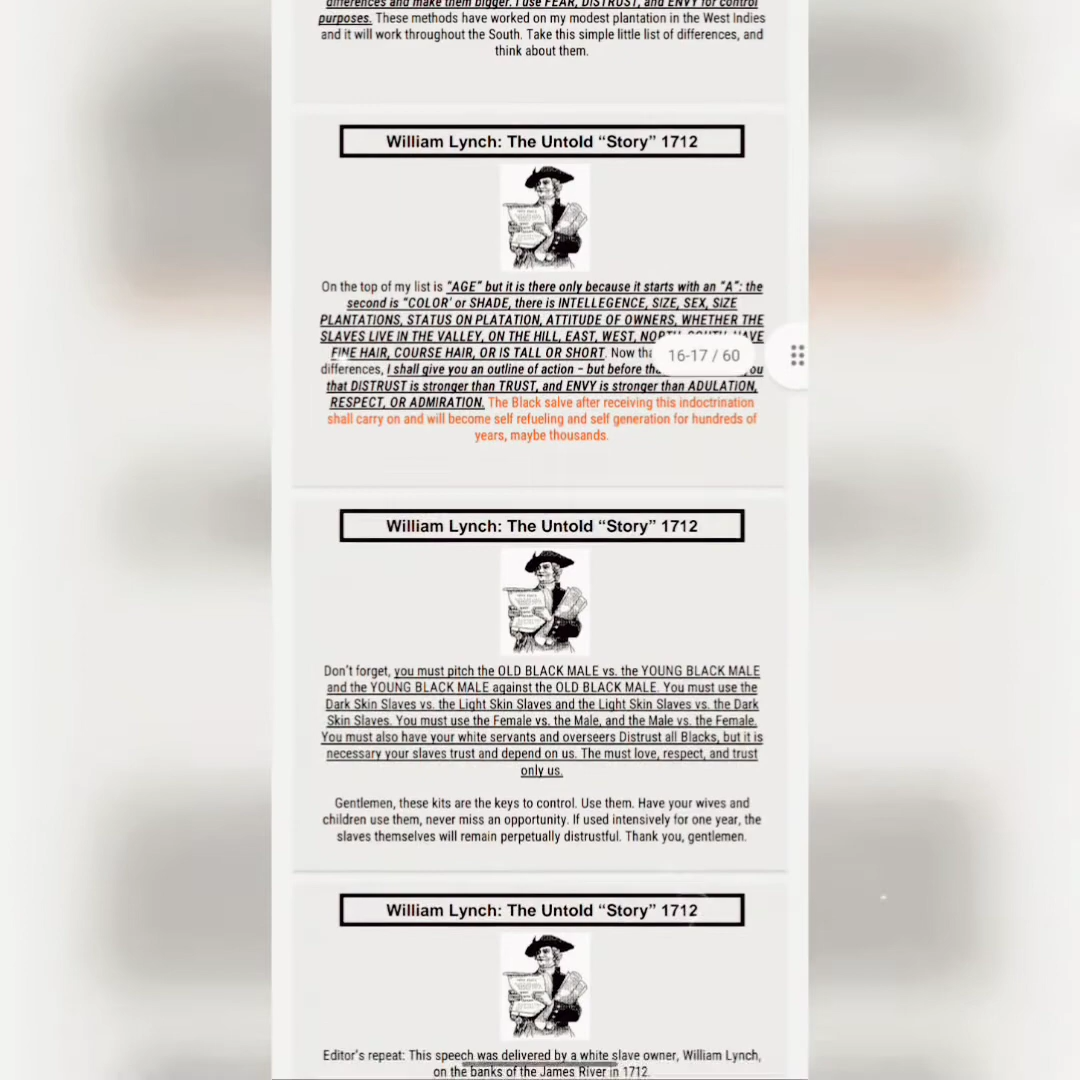 differences and make them bigger. I use FEAR, DISTRUST, and ENVY for control
purposes. These methods have worked on my modest plantation in the West Indies
and it will work throughout the South. Take this simple little list of differences, and
think about them.
William Lynch: The Untold “Story” 1712
On the top of my list is "AGE" but it is there only because it starts with an "A": the
second is "COLOR' or SHADE, there is INTELLEGENCE, SIZE, SEX, SIZE
PLANTATIONS, STATUS ON PLATATION, ATTITUDE OF OWNERS, WHETHER THE
SLAVES LIVE IN THE VALLEY, ON THE HILL, EAST, WEST,
FINE HAIR, COURSE HAIR, OR IS TALL OR SHORT. Now
16-17 / 60
differences, I shall give you an outline of action – but before
that DISTRUST is stronger than TRUST, and ENVY is stronger than ADULATION,
RESPECT, OR ADMIRATION. The Black salve after receiving this indoctrination
shall carry on and will become self refueling and self generation for hundreds of
years, maybe thousands.
William Lynch: The Untold “Story” 1712
Don't forget, you must pitch the OLD BLACK MALE vs. the YOUNG BLACK MALE
and the YOUNG BLACK MALE against the OLD BLACK MALE. You must use the
Dark Skin Slaves vs. the Light Skin Slaves and the Light Skin Slaves vs. the Dark
Skin Slaves. You must use the Female vs. the Male, and the Male vs. the Female.
You must also have your white servants and overseers Distrust all Blacks, but it is
necessary your slaves trust and depend on us. The must love, respect, and trust
only us.
Gentlemen, these kits are the keys to control. Use them. Have your wives and
children use them, never miss an opportunity. If used intensively for one year, the
slaves themselves will remain perpetually distrustful. Thank you, gentlemen.
William Lynch: The Untold “Story” 1712
Editor's repeat: This speech was delivered by a white slave owner, William Lynch,
on the banks of the James River in 1712.